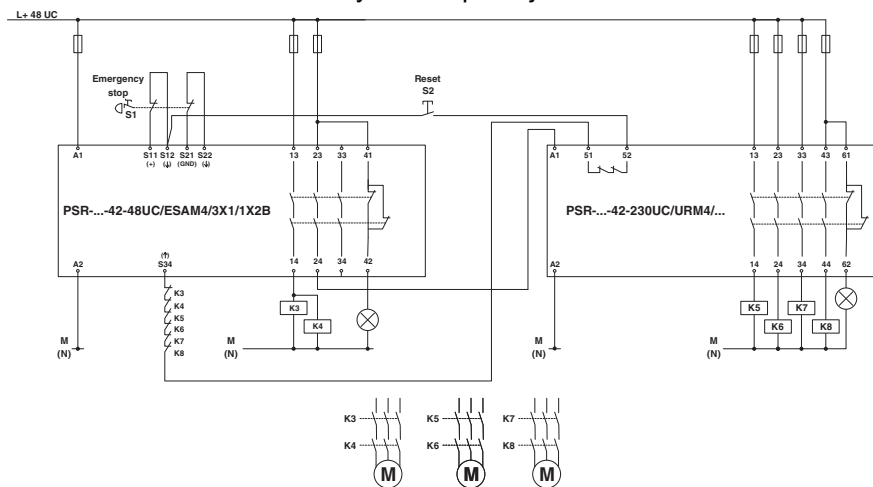 L+ 48 UC
Emergency
stop
S1
Reset
S2
A1 S11 S12 S21 S22 13 23 33 41
(+) (↓) (GND) (↓)
A1 51 52 13 23 33 43 61
PSR-...-42-48UC/ESAM4/3X1/1X2B
PSR-...-42-230UC/URM4/...
(↑)
A2 S34 14 24 34 42
A2 14 24 34 44 62
K3
K4
K5
K6
K7
K8
K3
K4
K5 K7
K6 K8
M
(N)
M
(N)
M
(N)
M
(N)
K3 K5 K7
K4 K6 K8
M M M